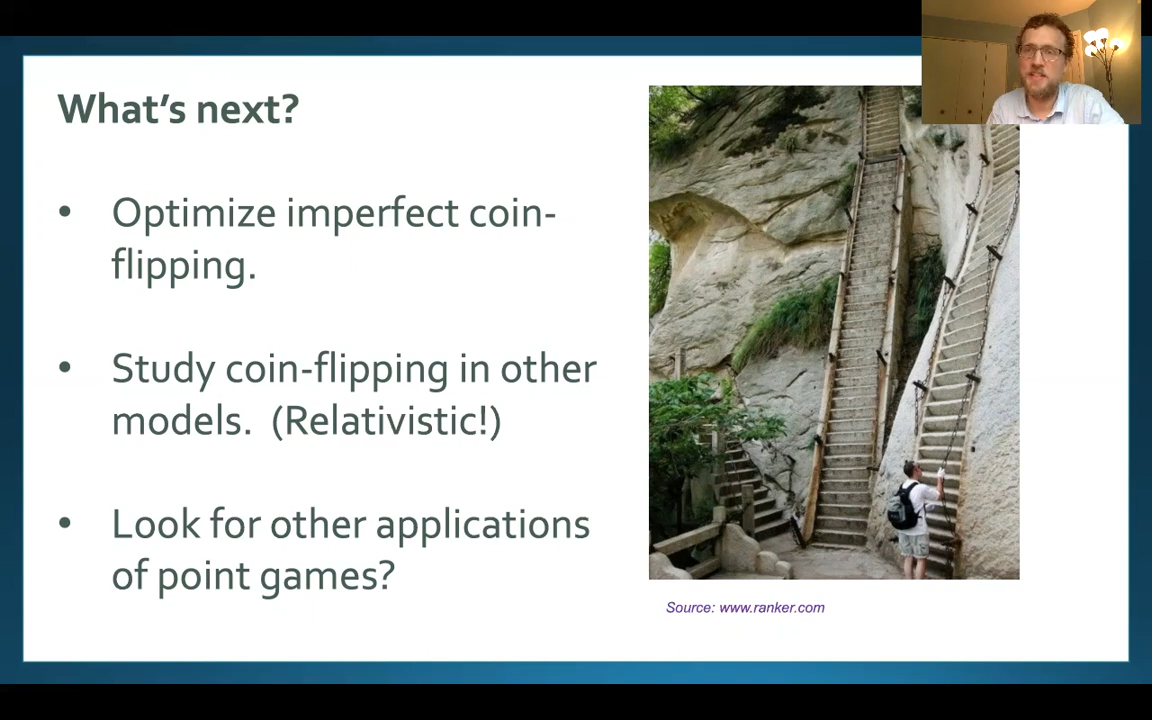 What's next?
• Optimize imperfect coin-
flipping.
• Study coin-flipping in other
models. (Relativistic!)
• Look for other applications
of point games?
Source: www.ranker.com